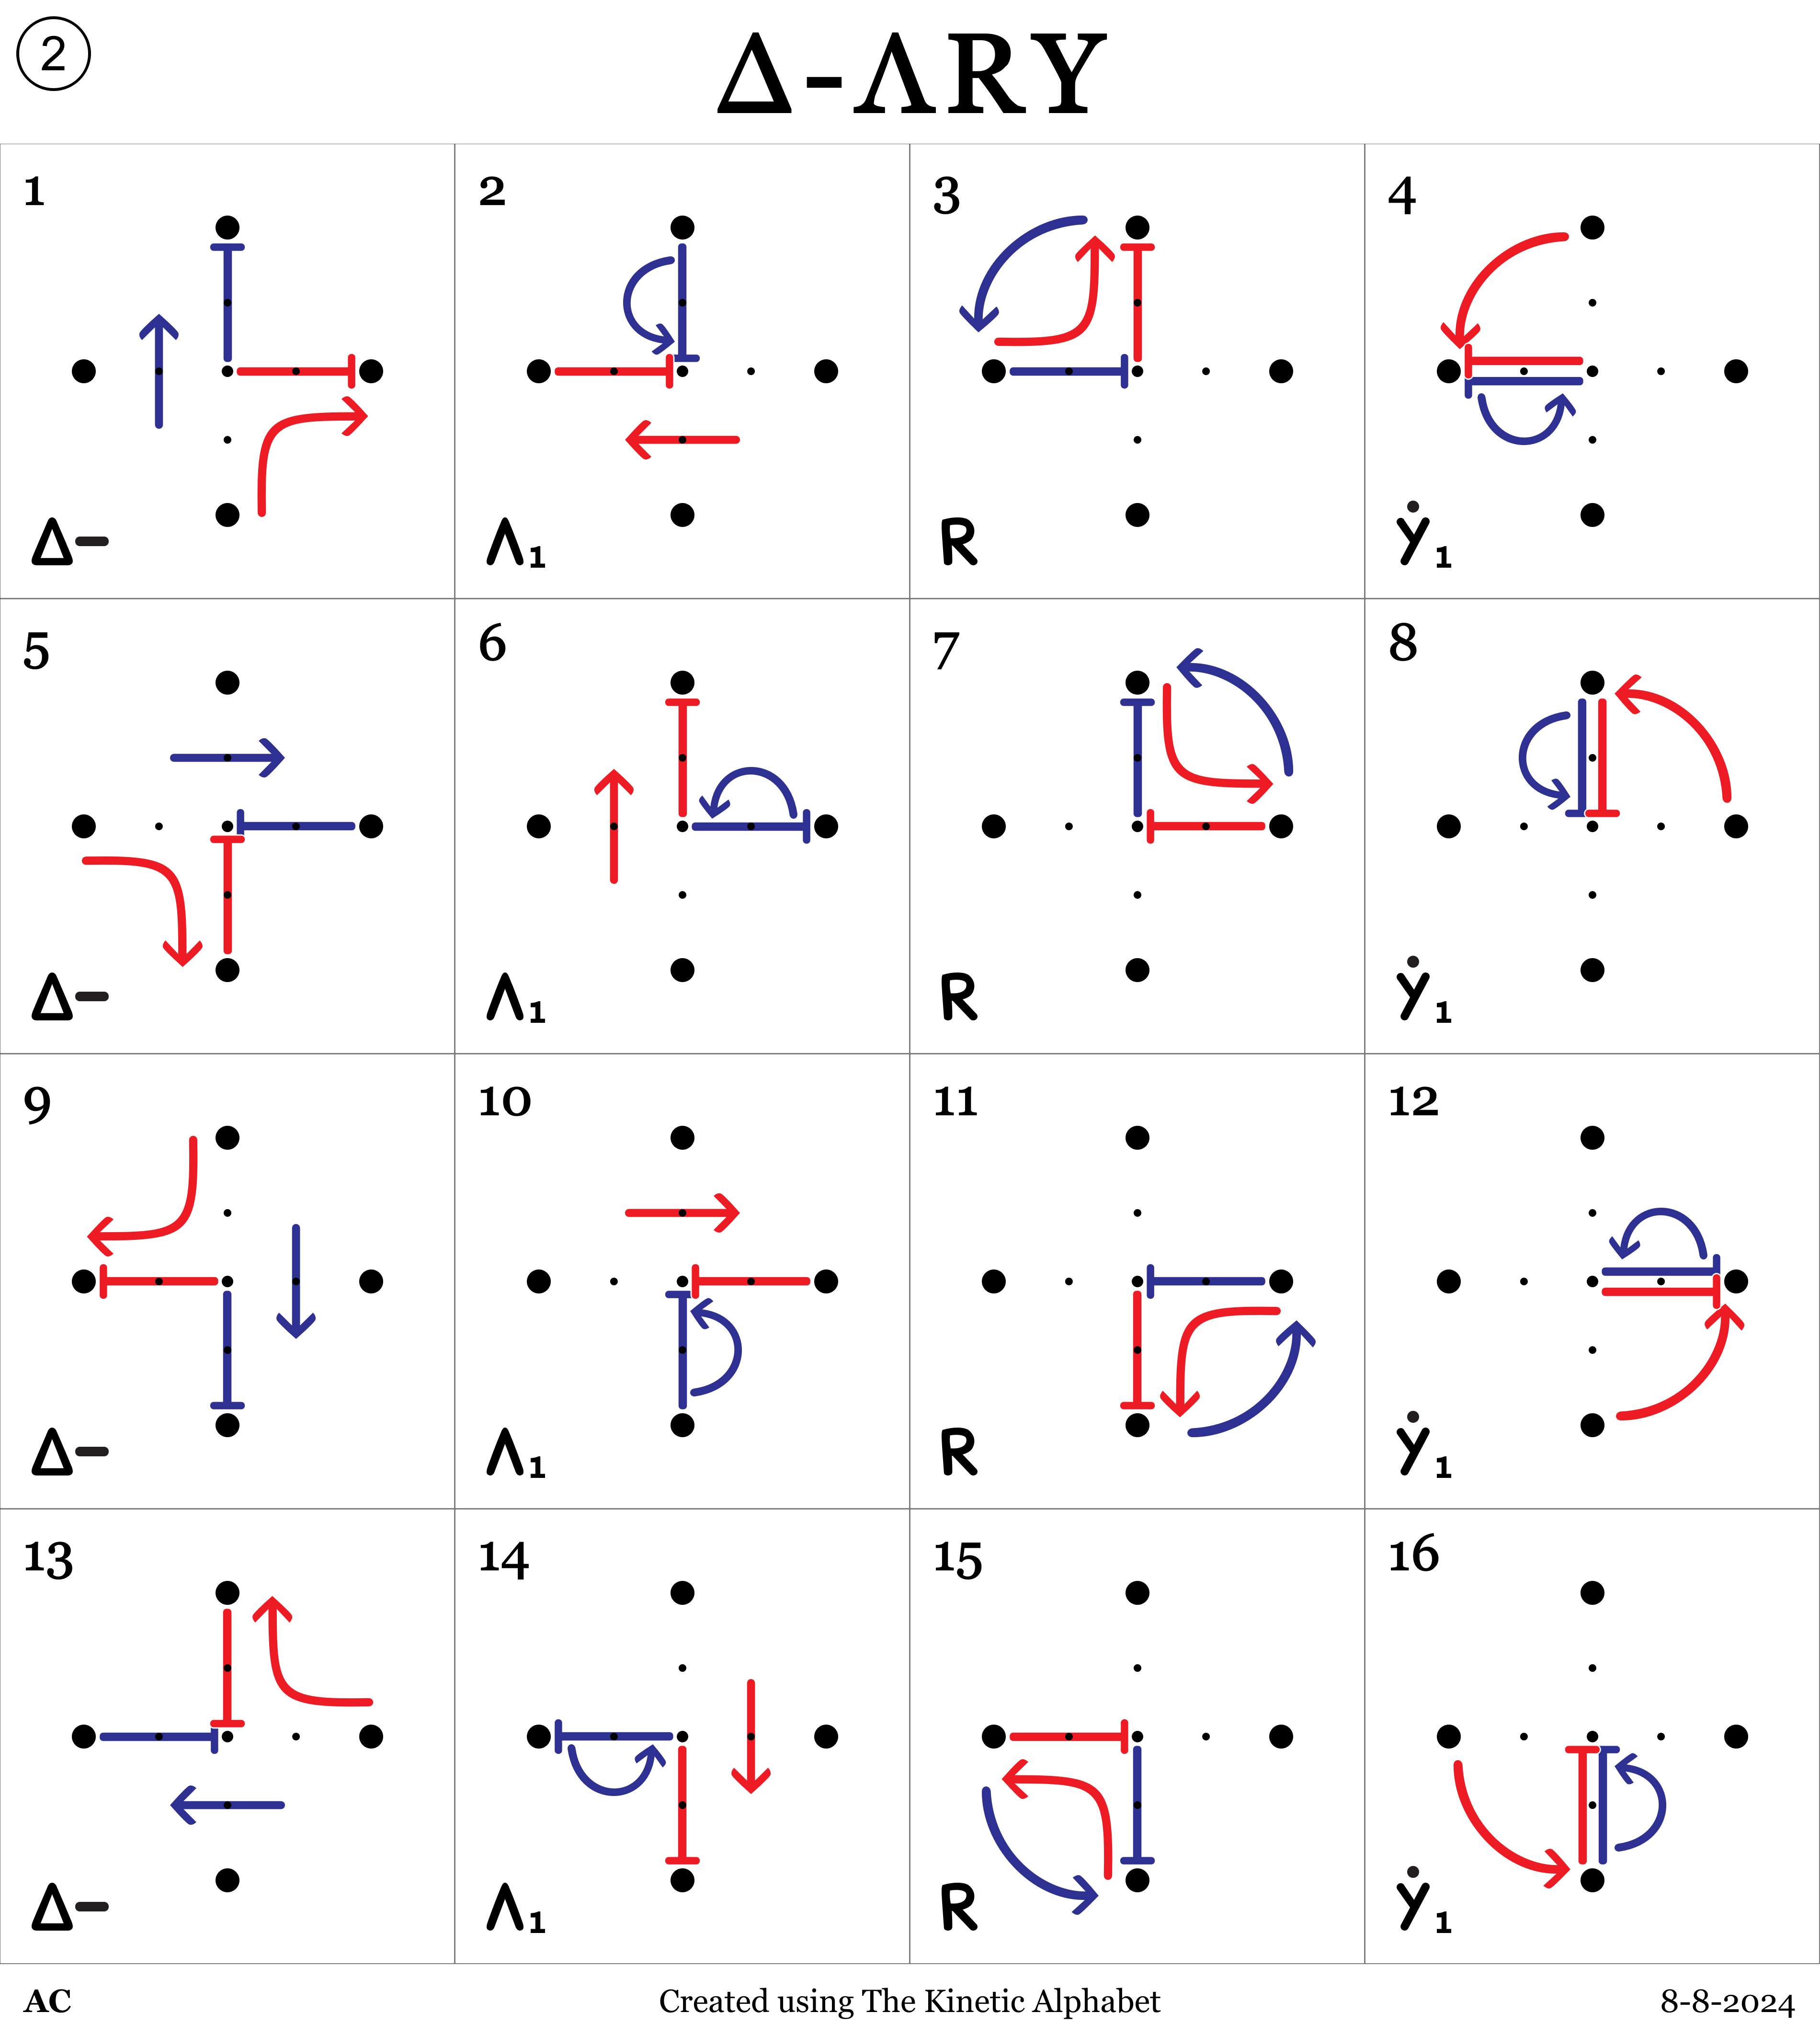 2
Δ-ΛRY
1 2 3 4
Δ- Λ1 R Ẏ1
5 6 7 8
Δ- Λ1 R Ẏ1
9 10 11 12
Δ- Λ1 R Ẏ1
13 14 15 16
Δ- Λ1 R Ẏ1
AC Created using The Kinetic Alphabet 8-8-2024